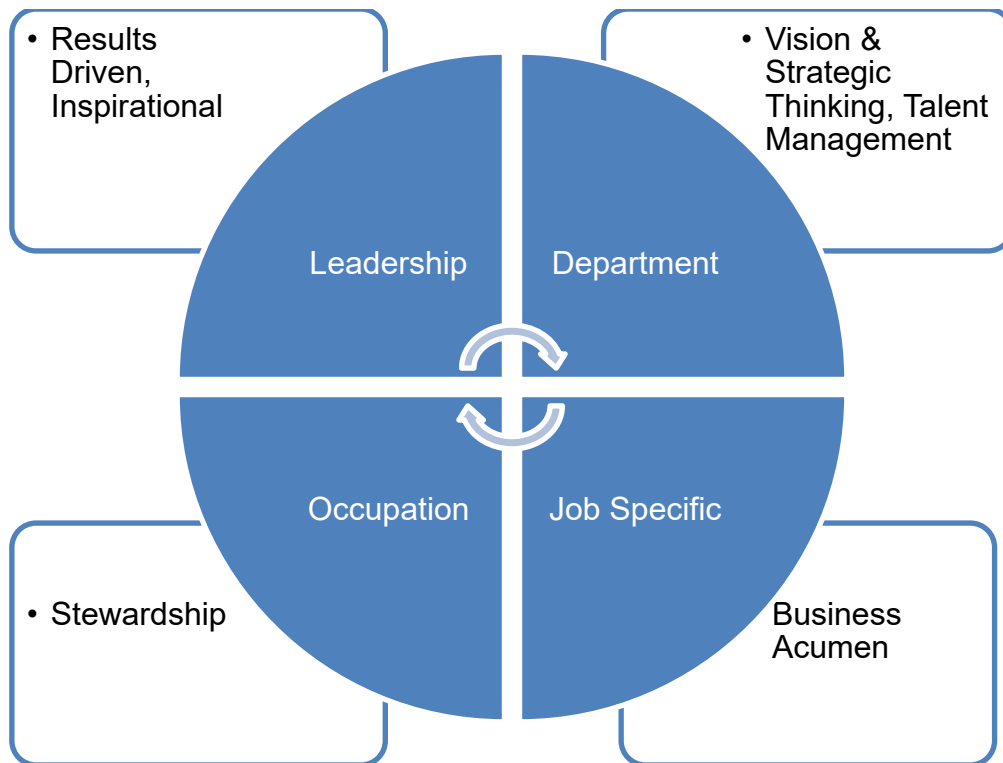 • Results
Driven,
Inspirational
• Vision &
Strategic
Thinking, Talent
Management
Leadership
Department
Occupation
Job Specific
• Stewardship
Business
Acumen